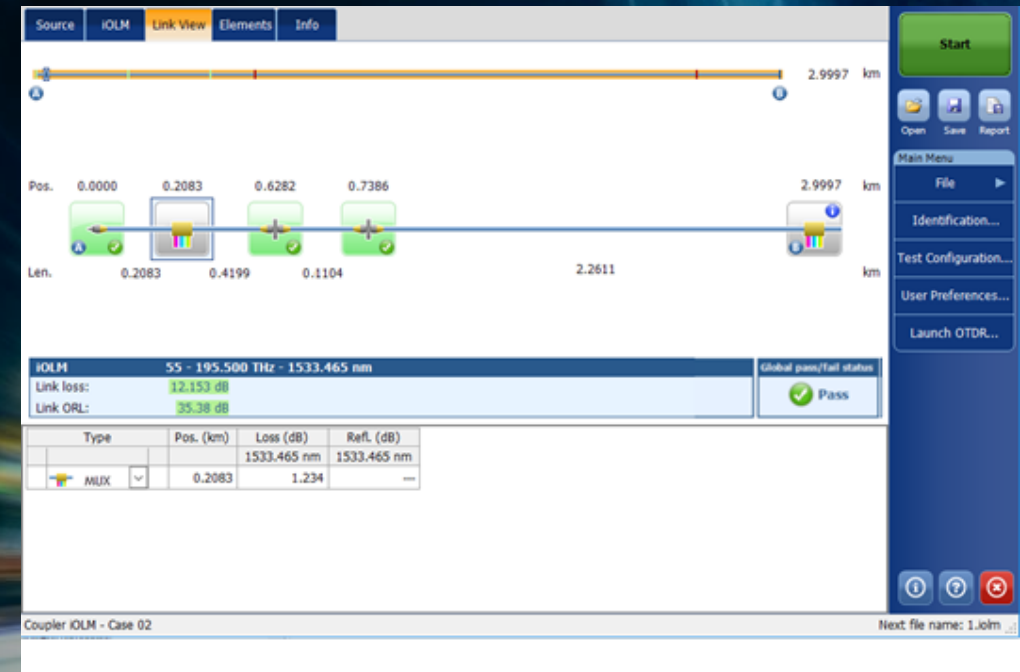 Source iOLM Link View Elements Info
Start
2.9997 km
A B
Open Save Report
Main Menu
File
Identification...
Test Configuration...
User Preferences...
Launch OTDR...
Pos. 0.0000 0.2083 0.6282 0.7386 2.9997 km
A B i
Len. 0.2083 0.4199 0.1104 2.2611 km
iOLM 55 - 195.500 THz - 1533.465 nm Global pass/fail status
Link loss: 12.153 dB
Pass
Link ORL: 35.38 dB
Type Pos. (km) Loss (dB) Refl. (dB)
1533.465 nm 1533.465 nm
MUX 0.2083 1.234 ---
i ?
Coupler iOLM - Case 02 Next file name: 1.iolm